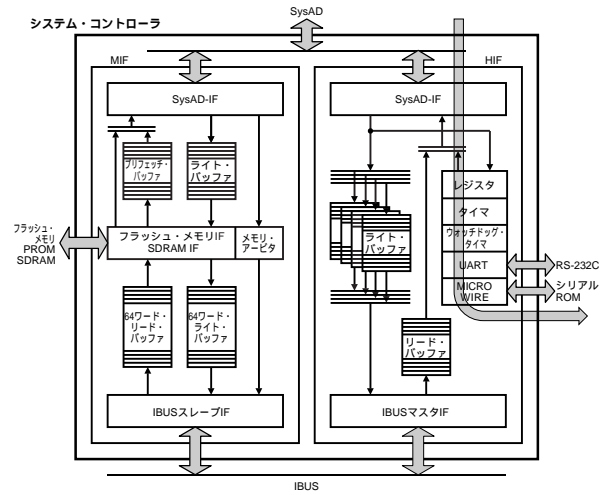 SysAD
システム・コントローラ
MIF
HIF
SysAD-IF
SysAD-IF
プリフェッチ・
バッファ
ライト・
バッファ
レジスタ
タイマ
ウォッチドッグ・
タイマ
UART
MICRO
WIRE
RS-232C
シリアル
ROM
フラッシュ・
メモリ
PROM
SDRAM
フラッシュ・メモリIF
SDRAM IF
メモリ・
アービタ
ライト・
バッファ
64ワード・
リード・
バッファ
64ワード・
ライト・
バッファ
リード・
バッファ
IBUSスレーブIF
IBUSマスタIF
IBUS